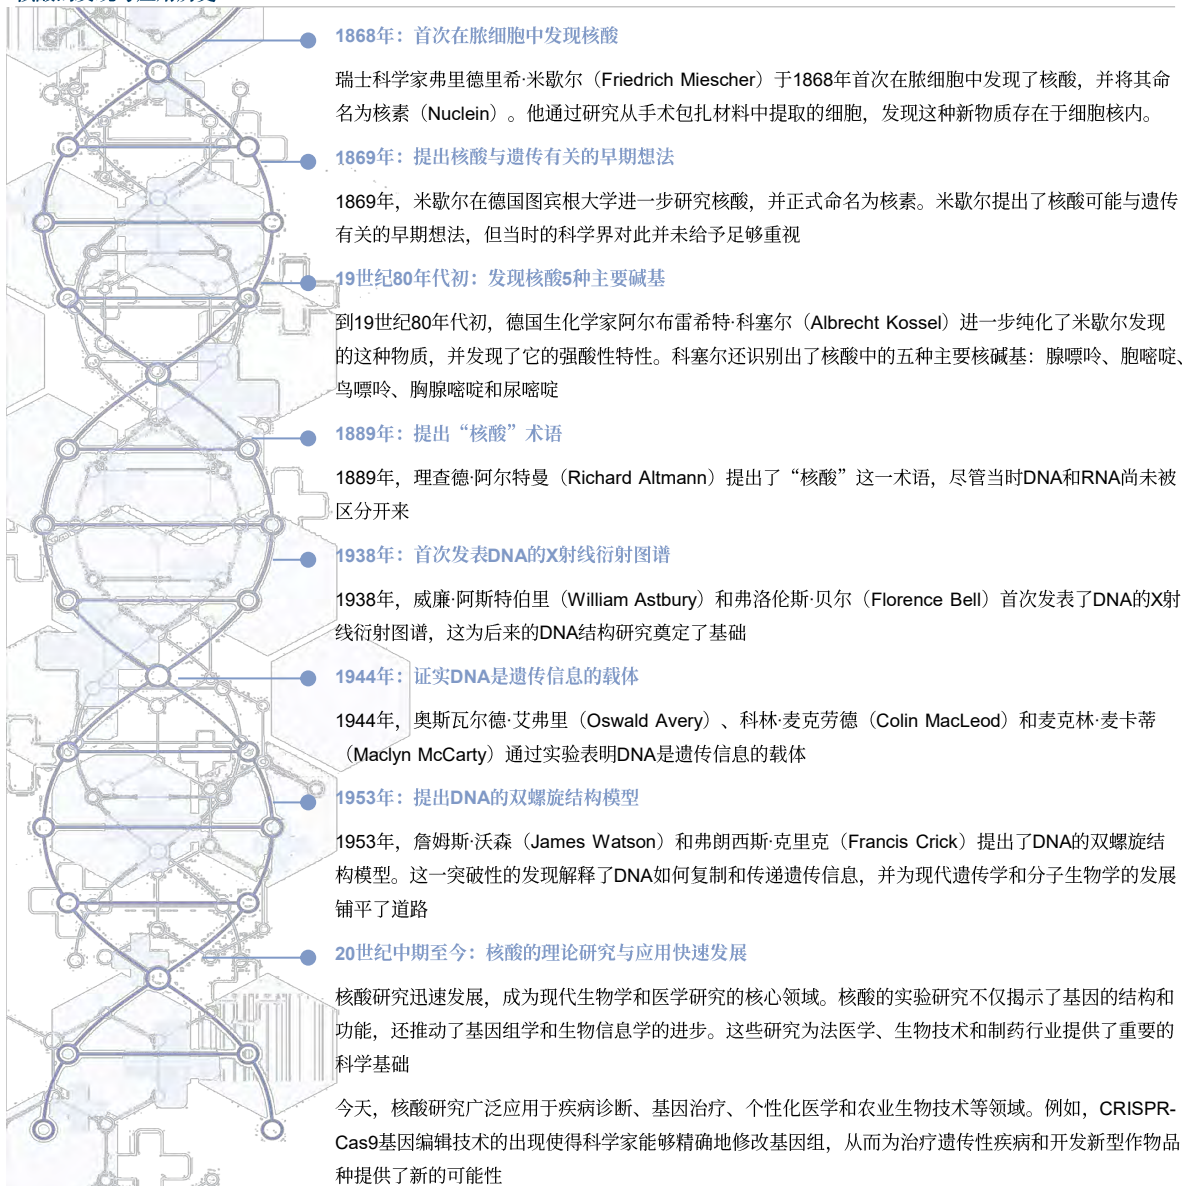 1868年：首次在脓细胞中发现核酸
瑞士科学家弗里德里希·米歇尔（Friedrich Miescher）于1868年首次在脓细胞中发现了核酸，并将其命
名为核素（Nuclein）。他通过研究从手术包扎材料中提取的细胞，发现这种新物质存在于细胞核内。
1869年：提出核酸与遗传有关的早期想法
1869年，米歇尔在德国图宾根大学进一步研究核酸，并正式命名为核素。米歇尔提出了核酸可能与遗传
有关的早期想法，但当时的科学界对此并未给予足够重视
19世纪80年代初：发现核酸5种主要碱基
到19世纪80年代初，德国生化学家阿尔布雷希特·科塞尔（Albrecht Kossel）进一步纯化了米歇尔发现
的这种物质，并发现了它的强酸性特性。科塞尔还识别出了核酸中的五种主要核碱基：腺嘌呤、胞嘧啶、
鸟嘌呤、胸腺嘧啶和尿嘧啶
1889年：提出“核酸”术语
1889年，理查德·阿尔特曼（Richard Altmann）提出了“核酸”这一术语，尽管当时DNA和RNA尚未被
区分开来
1938年：首次发表DNA的X射线衍射图谱
1938年，威廉·阿斯特伯里（William Astbury）和弗洛伦斯·贝尔（Florence Bell）首次发表了DNA的X射
线衍射图谱，这为后来的DNA结构研究奠定了基础
1944年：证实DNA是遗传信息的载体
1944年，奥斯瓦尔德·艾弗里（Oswald Avery）、科林·麦克劳德（Colin MacLeod）和麦克林·麦卡蒂
（Maclyn McCarty）通过实验表明DNA是遗传信息的载体
1953年：提出DNA的双螺旋结构模型
1953年，詹姆斯·沃森（James Watson）和弗朗西斯·克里克（Francis Crick）提出了DNA的双螺旋结
构模型。这一突破性的发现解释了DNA如何复制和传递遗传信息，并为现代遗传学和分子生物学的发展
铺平了道路
20世纪中期至今：核酸的理论研究与应用快速发展
核酸研究迅速发展，成为现代生物学和医学研究的核心领域。核酸的实验研究不仅揭示了基因的结构和
功能，还推动了基因组学和生物信息学的进步。这些研究为法医学、生物技术和制药行业提供了重要的
科学基础
今天，核酸研究广泛应用于疾病诊断、基因治疗、个性化医学和农业生物技术等领域。例如，CRISPR-
Cas9基因编辑技术的出现使得科学家能够精确地修改基因组，从而为治疗遗传性疾病和开发新型作物品
种提供了新的可能性